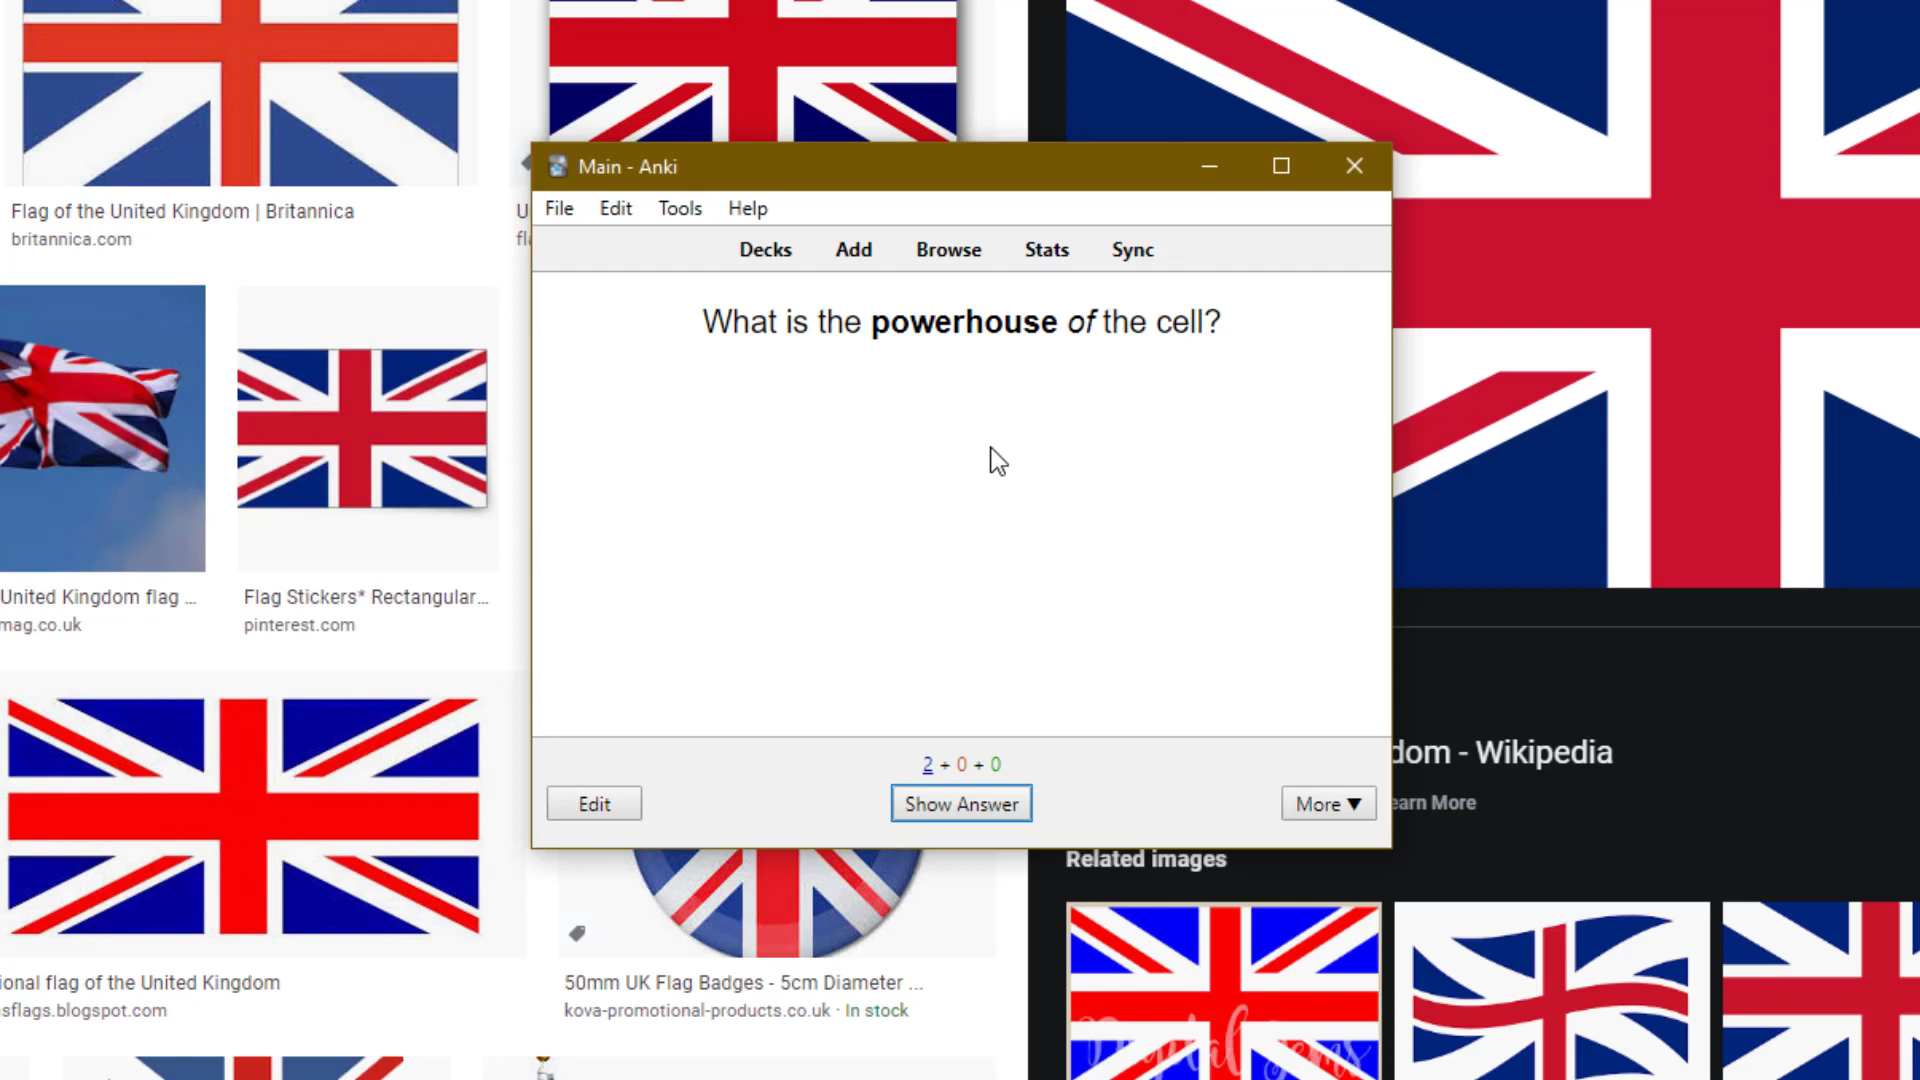 Flag of the United Kingdom | Britannica
britannica.com
Main - Anki
File Edit Tools Help
Decks Add Browse Stats Sync
What is the powerhouse of the cell?
United Kingdom flag ...
mag.co.uk
Flag Stickers* Rectangular...
pinterest.com
2 + 0 + 0
Edit Show Answer More ▼
dom - Wikipedia
earn More
Related images
ional flag of the United Kingdom
sflags.blogspot.com
50mm UK Flag Badges - 5cm Diameter ...
kova-promotional-products.co.uk · In stock